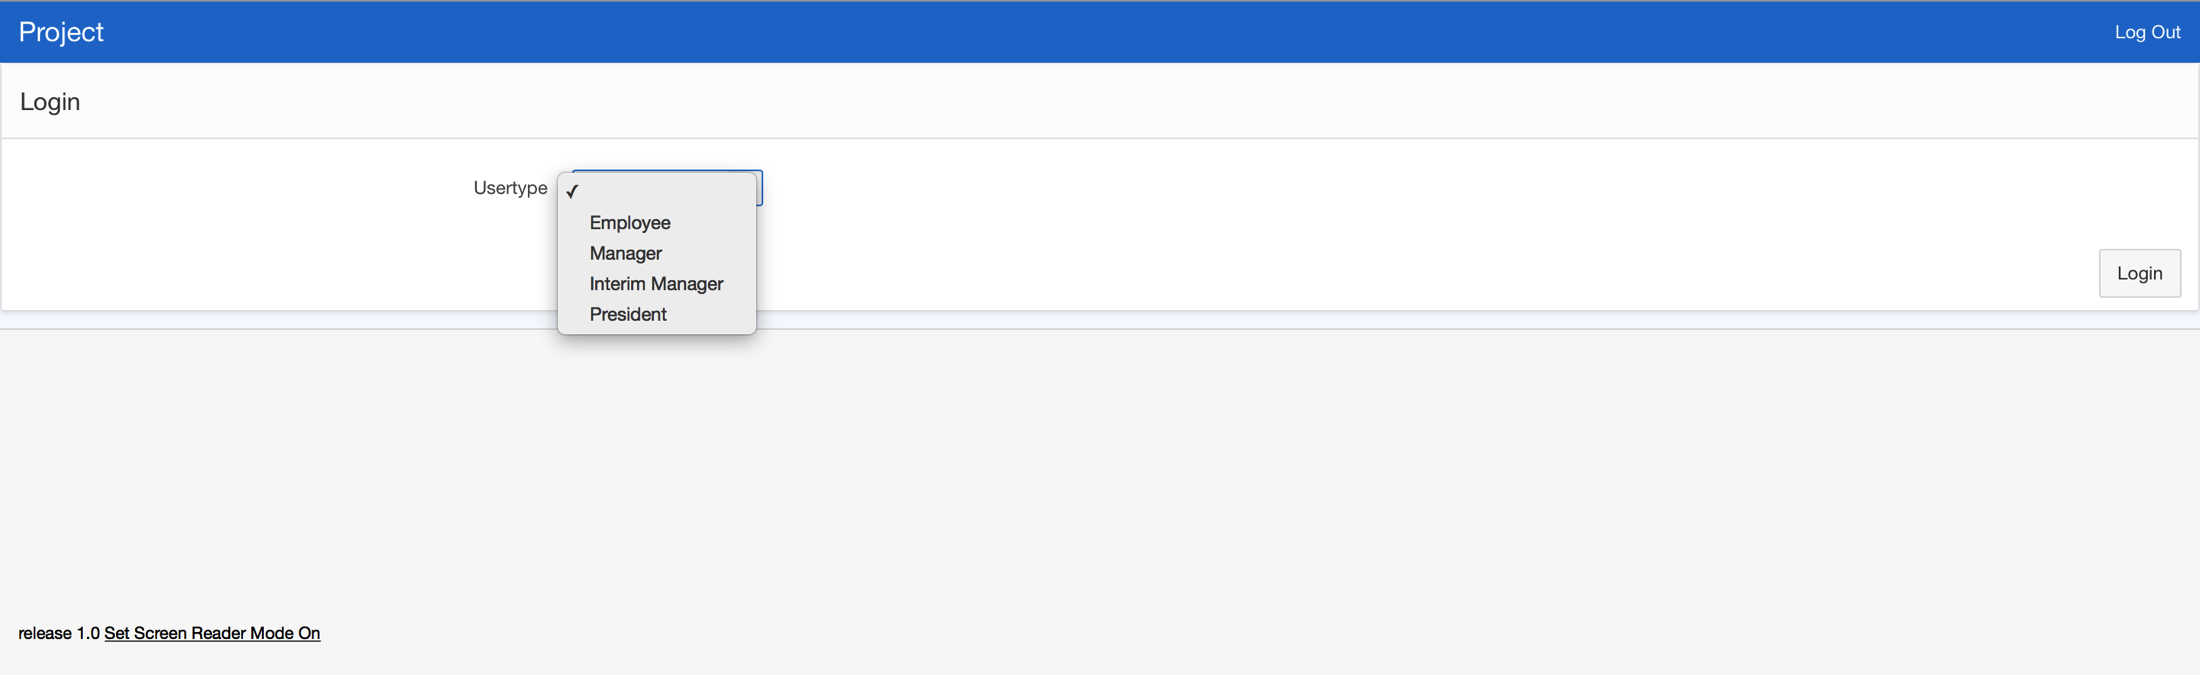 Project
Log Out
Login
Usertype
✓
Employee
Manager
Interim Manager
President
Login
release 1.0 Set Screen Reader Mode On